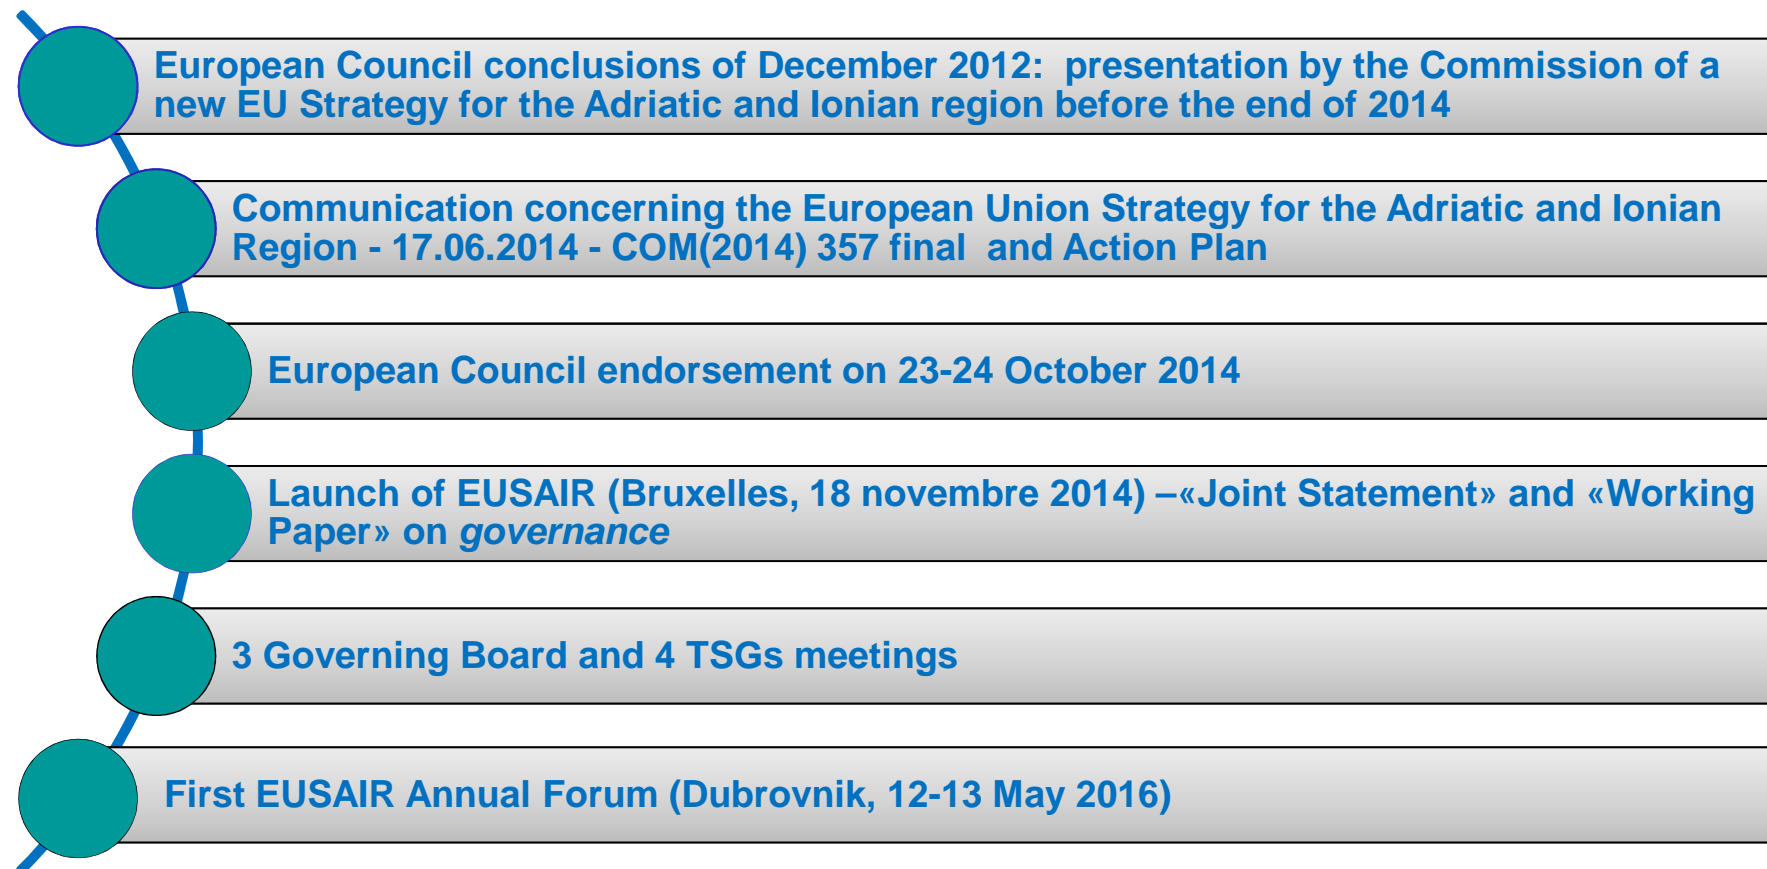 European Council conclusions of December 2012:  presentation by the Commission of a
new EU Strategy for the Adriatic and Ionian region before the end of 2014
Communication concerning the European Union Strategy for the Adriatic and Ionian
Region - 17.06.2014 - COM(2014) 357 final  and Action Plan
European Council endorsement on 23-24 October 2014
Launch of EUSAIR (Bruxelles, 18 novembre 2014) –«Joint Statement» and «Working
Paper» on governance
3 Governing Board and 4 TSGs meetings
First EUSAIR Annual Forum (Dubrovnik, 12-13 May 2016)